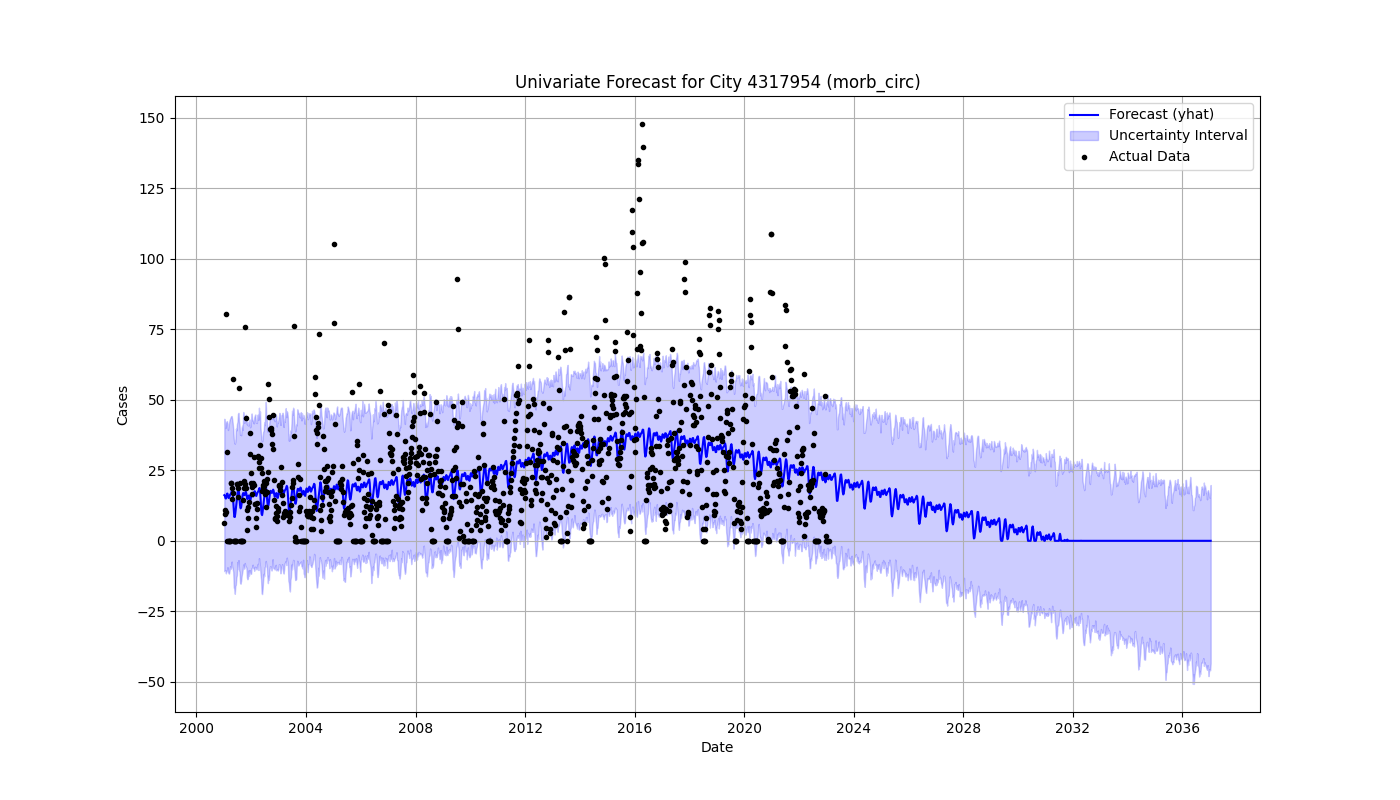 Univariate Forecast for City 4317954 (morb_circ)
Forecast (yhat)
Uncertainty Interval
Actual Data
Cases
150
125
100
75
50
25
0
−25
−50
2000 2004 2008 2012 2016 2020 2024 2028 2032 2036
Date